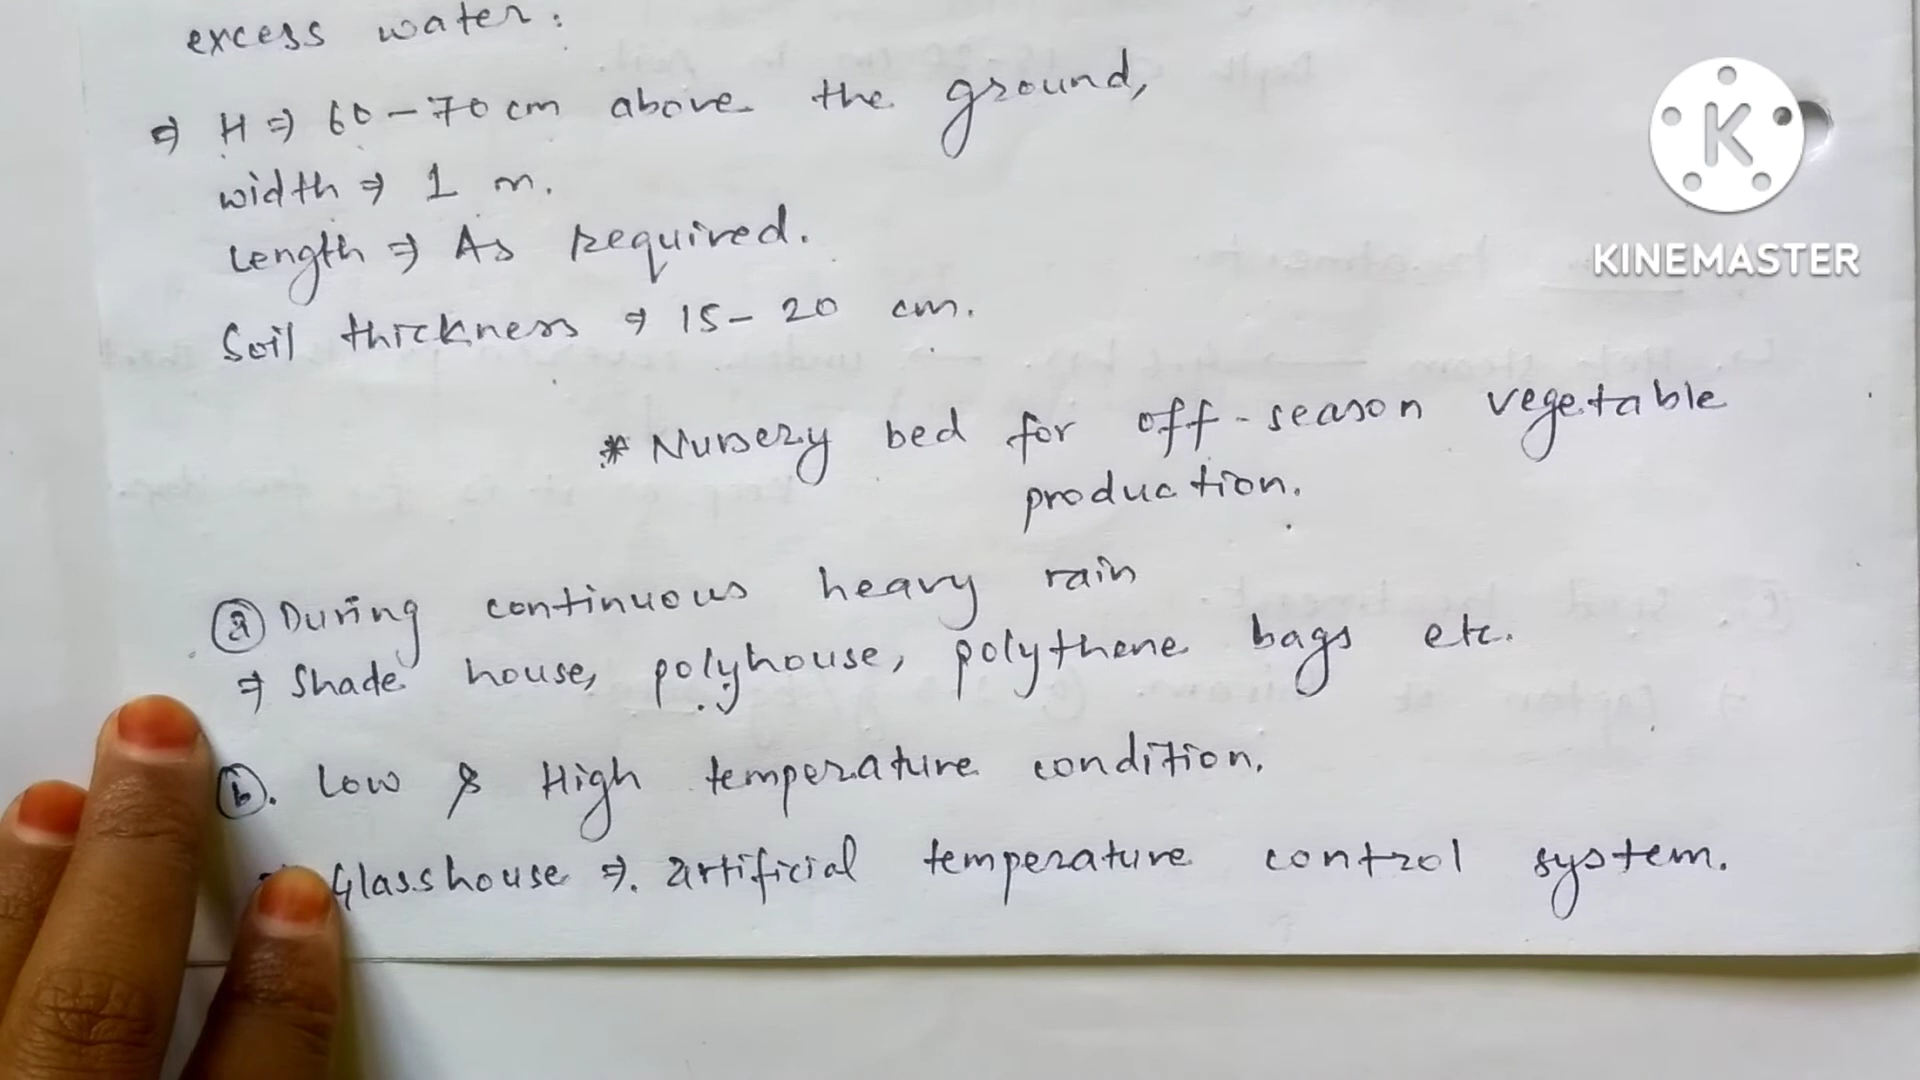 excess water:
⇒ H ⇒ 60-70 cm above the ground,
width ⇒ 1 m.
Length ⇒ As required.
Soil thickness ⇒ 15-20 cm.
* Nursery bed for off-season vegetable
production.
(a) During continuous heavy rain
⇒ Shade house, polyhouse, polythene bags etc.
(b). Low & High temperature condition.
Glasshouse ⇒. artificial temperature control system.
K
KINEMASTER